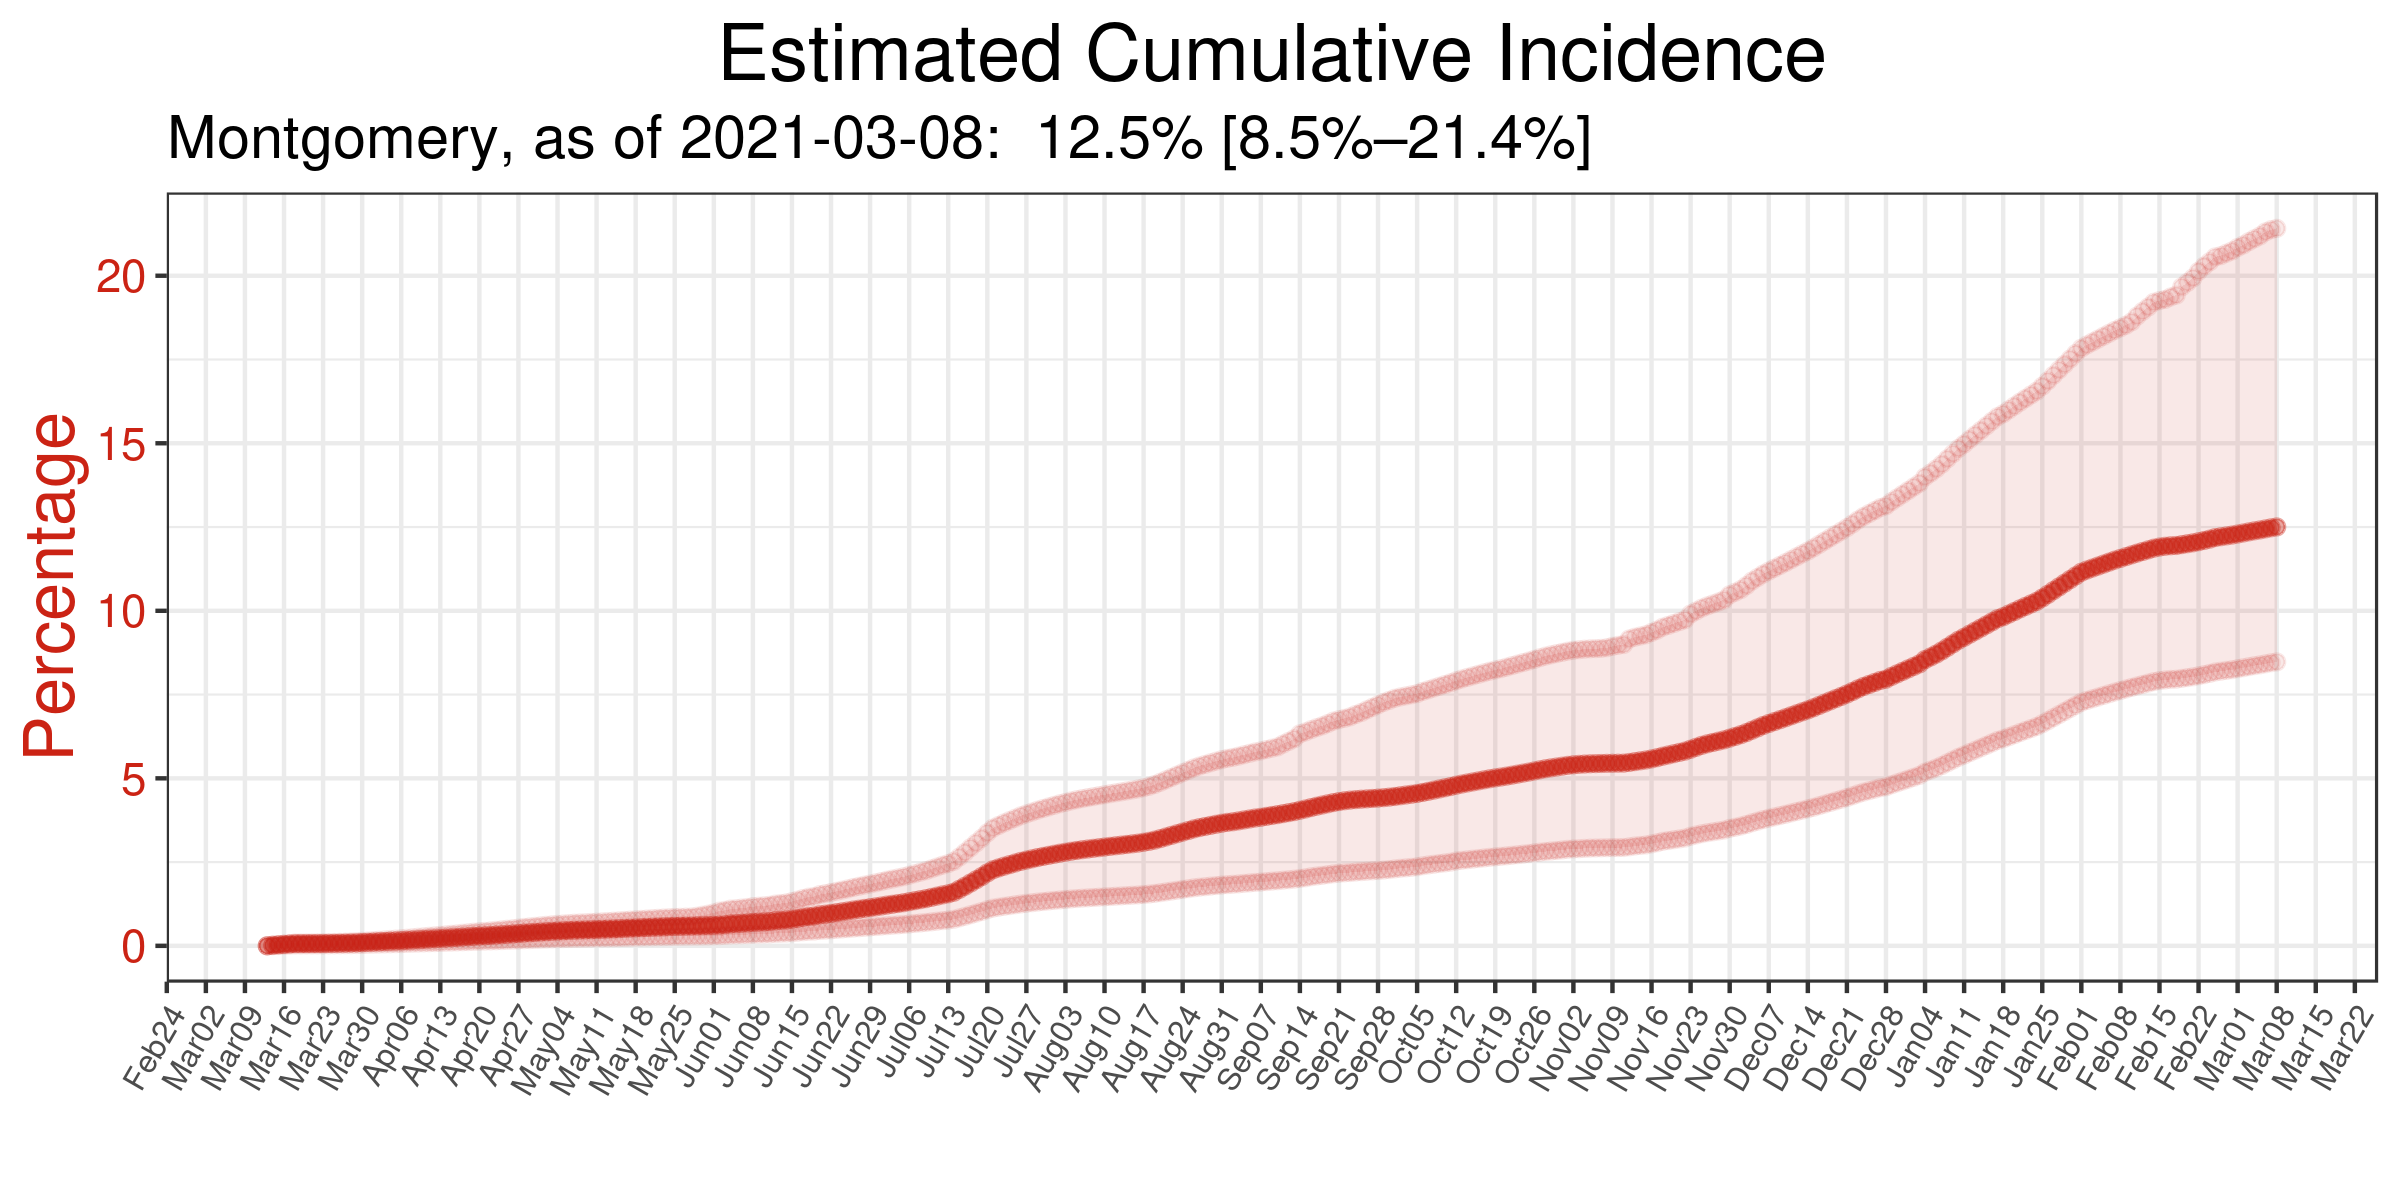 Estimated Cumulative Incidence
Montgomery, as of 2021-03-08:  12.5% [8.5%–21.4%]
Percentage
20
15
10
5
0
Feb24
Mar02
Mar09
Mar16
Mar23
Mar30
Apr06
Apr13
Apr20
Apr27
May04
May11
May18
May25
Jun01
Jun08
Jun15
Jun22
Jun29
Jul06
Jul13
Jul20
Jul27
Aug03
Aug10
Aug17
Aug24
Aug31
Sep07
Sep14
Sep21
Sep28
Oct05
Oct12
Oct19
Oct26
Nov02
Nov09
Nov16
Nov23
Nov30
Dec07
Dec14
Dec21
Dec28
Jan04
Jan11
Jan18
Jan25
Feb01
Feb08
Feb15
Feb22
Mar01
Mar08
Mar15
Mar22